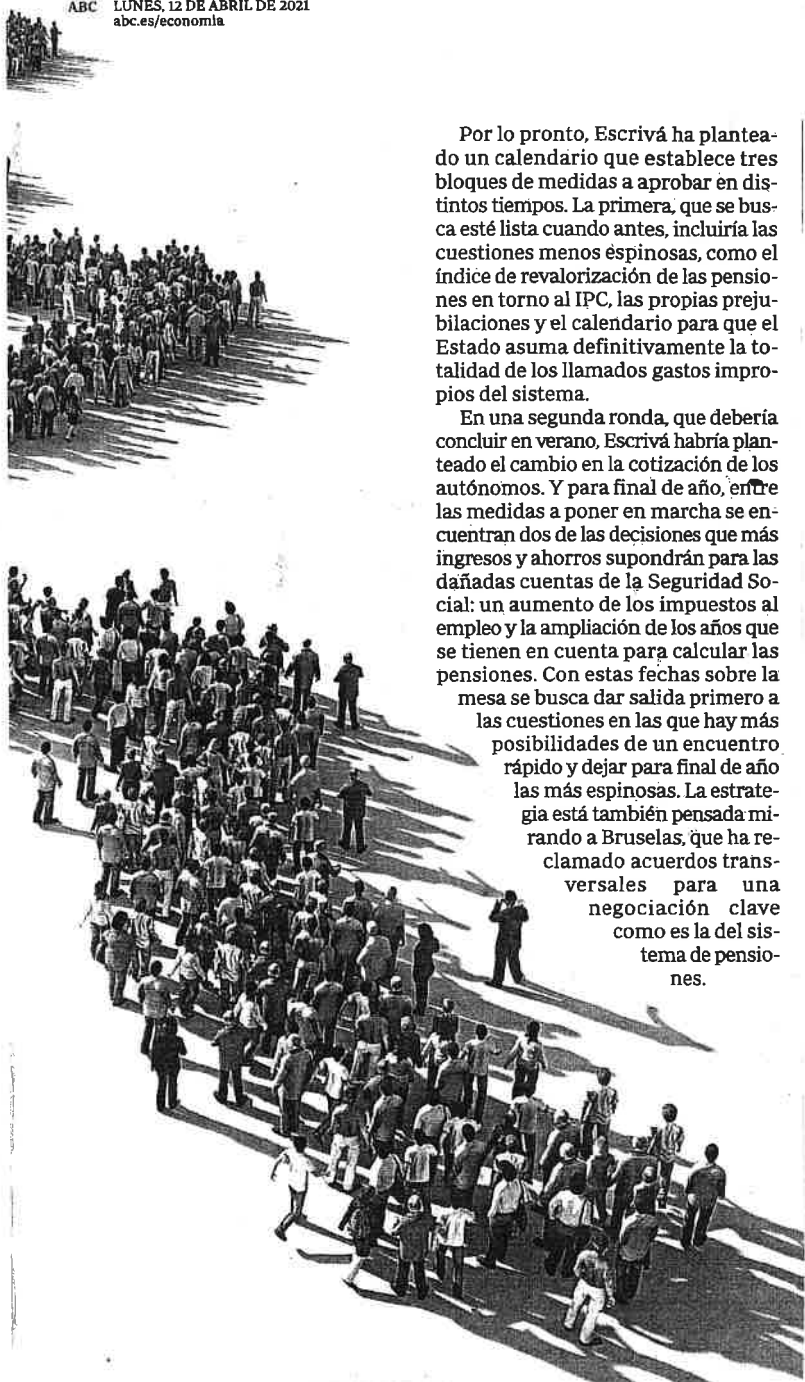 ABC LUNES, 12 DE ABRIL DE 2021
abc.es/economia
Por lo pronto, Escrivá ha plantea-
do un calendario que establece tres
bloques de medidas a aprobar en dis-
tintos tiempos. La primera, que se bus-
ca esté lista cuando antes, incluiría las
cuestiones menos espinosas, como el
índice de revalorización de las pensio-
nes en torno al IPC, las propias preju-
bilaciones y el calendario para que el
Estado asuma definitivamente la to-
talidad de los llamados gastos impro-
pios del sistema.
En una segunda ronda, que debería
concluir en verano, Escrivá habría plan-
teado el cambio en la cotización de los
autónomos. Y para final de año, entre
las medidas a poner en marcha se en-
cuentran dos de las decisiones que más
ingresos y ahorros supondrán para las
dañadas cuentas de la Seguridad So-
cial: un aumento de los impuestos al
empleo y la ampliación de los años que
se tienen en cuenta para calcular las
pensiones. Con estas fechas sobre la
mesa se busca dar salida primero a
las cuestiones en las que hay más
posibilidades de un encuentro
rápido y dejar para final de año
las más espinosas. La estrate-
gia está también pensada mi-
rando a Bruselas, que ha re-
clamado acuerdos trans-
versales para una
negociación clave
como es la del sis-
tema de pensio-
nes.